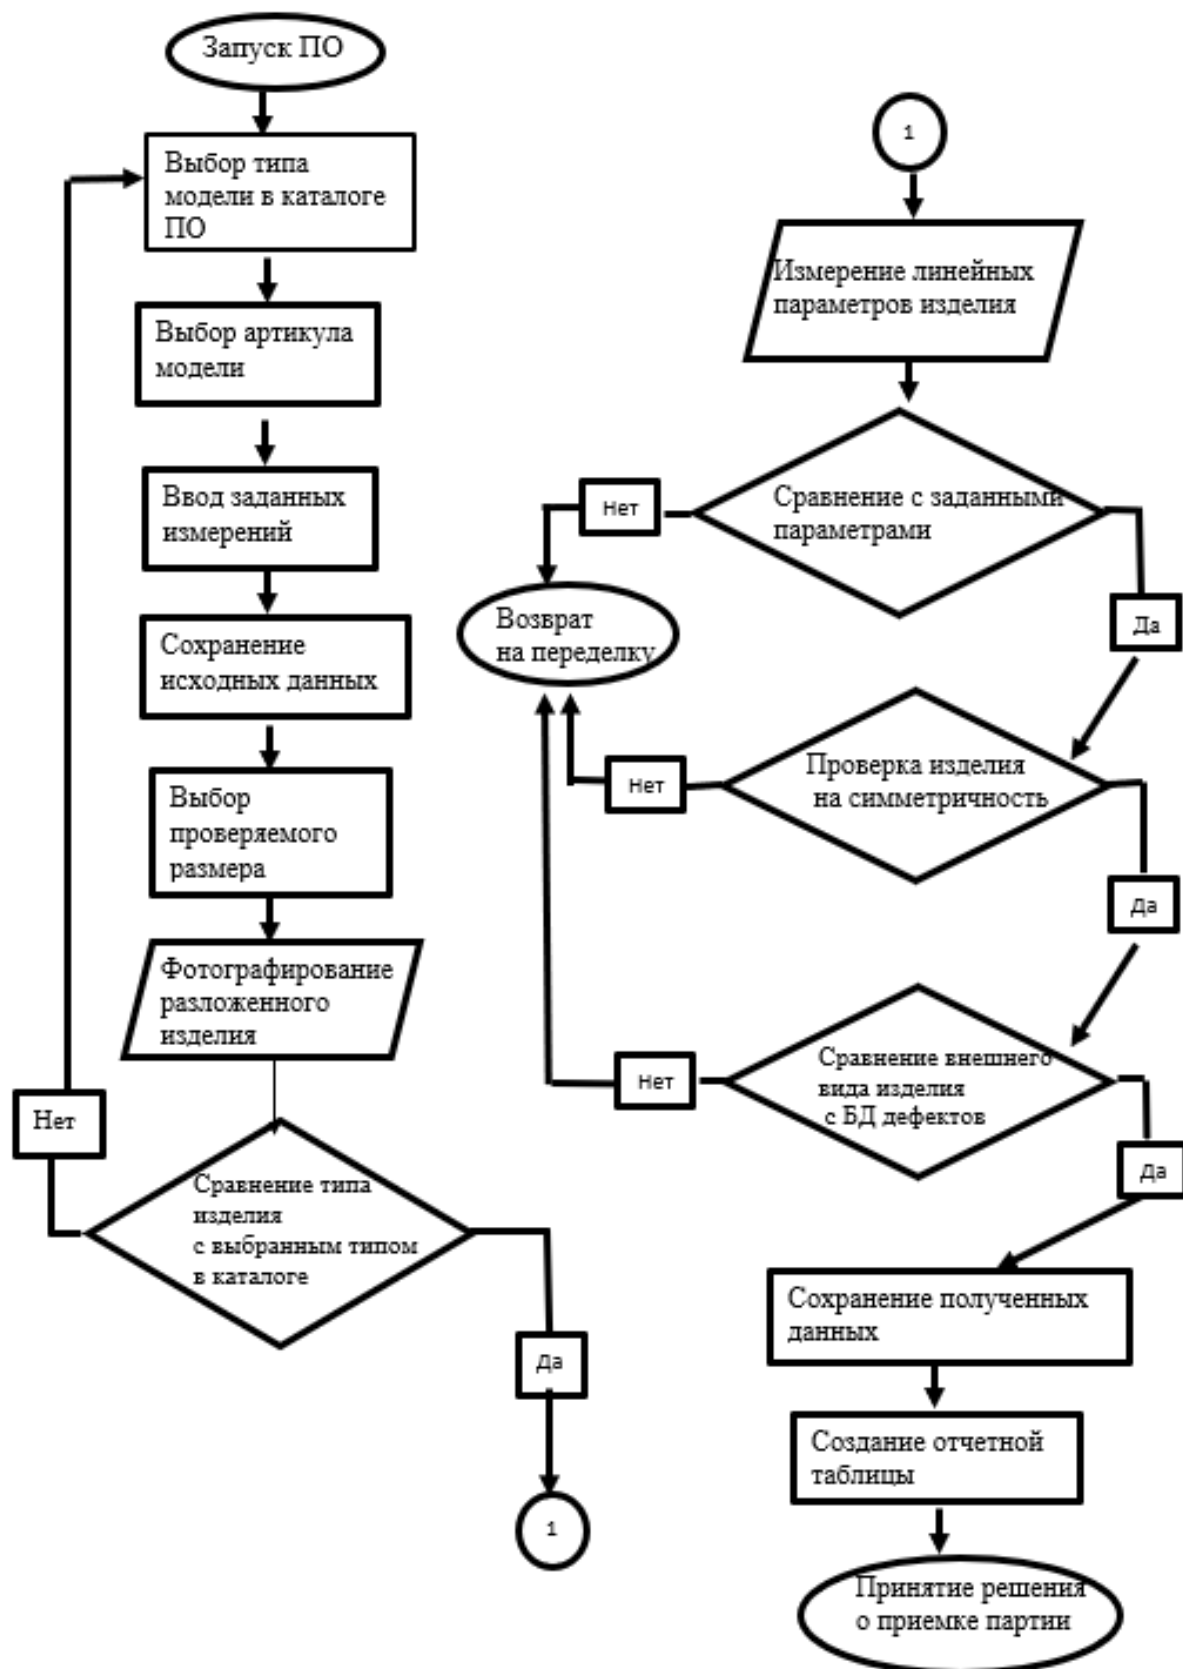 Запуск ПО
Выбор типа
модели в каталоге
ПО
Выбор артикула
модели
Ввод заданных
измерений
Сохранение
исходных данных
Выбор
проверяемого
размера
Фотографирование
разложенного
изделия
Нет
Сравнение типа
изделия
с выбранным типом
в каталоге
Да
1
1
Измерение линейных
параметров изделия
Сравнение с заданными
параметрами
Нет
Да
Возврат
на переделку
Проверка изделия
на симметричность
Нет
Да
Сравнение внешнего
вида изделия
с БД дефектов
Нет
Да
Сохранение полученных
данных
Создание отчетной
таблицы
Принятие решения
о приемке партии